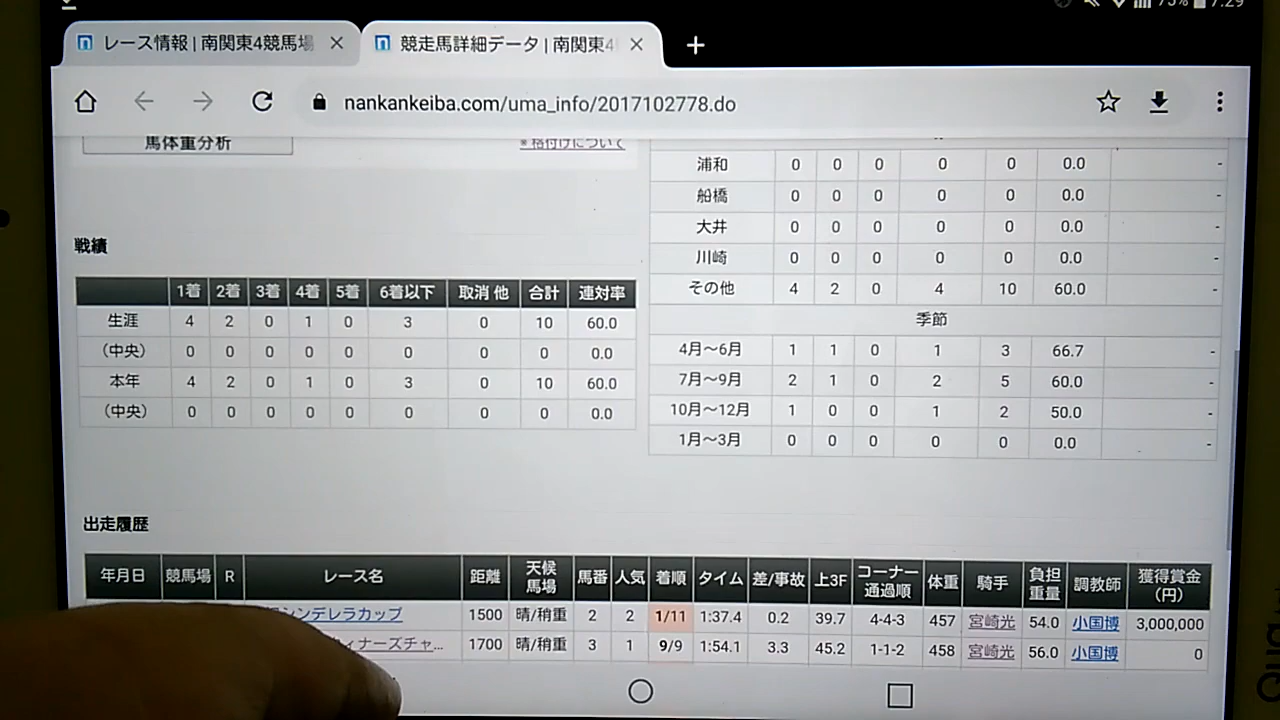 75% 7:29
レース情報 | 南関東4競馬場
競走馬詳細データ | 南関東4
nankankeiba.com/uma_info/2017102778.do
馬体重分析
※格付けについて
浦和 0 0 0 0 0 0.0 -
船橋 0 0 0 0 0 0.0 -
大井 0 0 0 0 0 0.0 -
川崎 0 0 0 0 0 0.0 -
その他 4 2 0 4 10 60.0 -
季節
4月～6月 1 1 0 1 3 66.7 -
7月～9月 2 1 0 2 5 60.0 -
10月～12月 1 0 0 1 2 50.0 -
1月～3月 0 0 0 0 0 0.0 -
戦績
1着 2着 3着 4着 5着 6着以下 取消 他 合計 連対率
生涯 4 2 0 1 0 3 0 10 60.0
（中央） 0 0 0 0 0 0 0 0 0.0
本年 4 2 0 1 0 3 0 10 60.0
（中央） 0 0 0 0 0 0 0 0 0.0
出走履歴
年月日 競馬場 R レース名 距離 天候 馬場 馬番 人気 着順 タイム 差/事故 上3F コーナー 通過順 体重 騎手 負担 重量 調教師 獲得賞金 （円）
シンデレラカップ 1500 晴/稍重 2 2 1/11 1:37.4 0.2 39.7 4-4-3 457 宮崎光 54.0 小国博 3,000,000
ィナーズチャ... 1700 晴/稍重 3 1 9/9 1:54.1 3.3 45.2 1-1-2 458 宮崎光 56.0 小国博 0